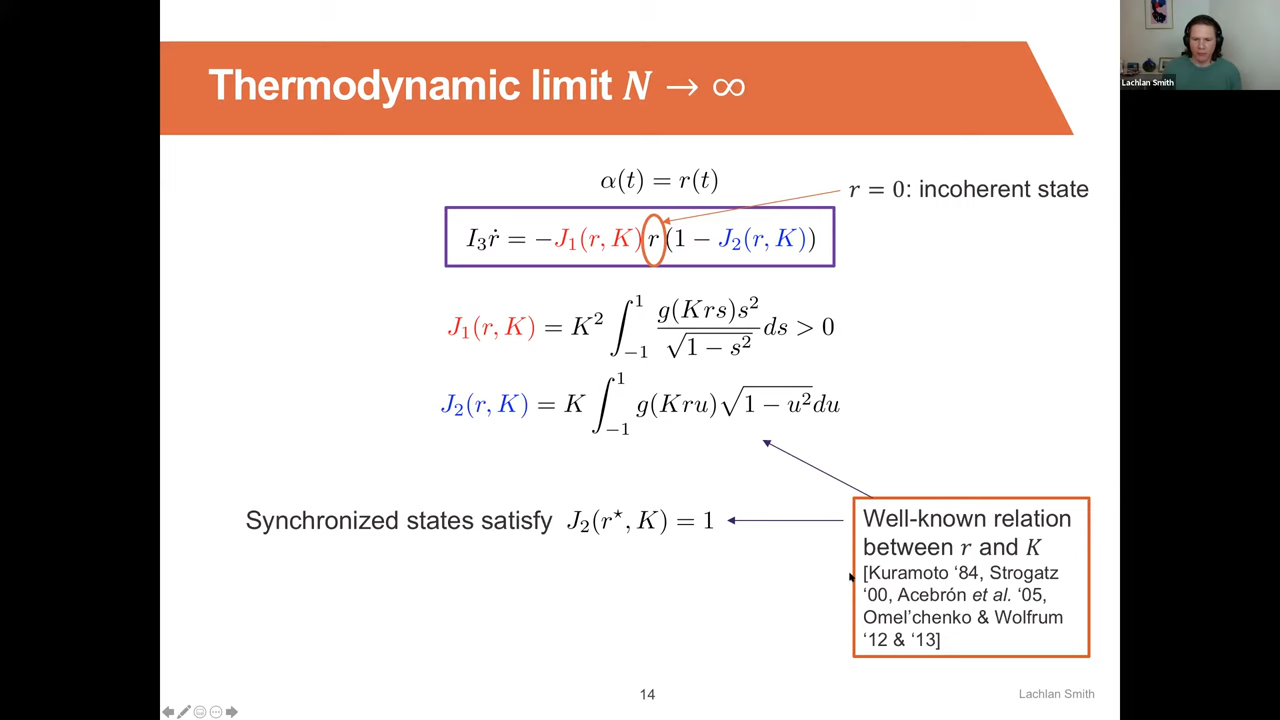 Thermodynamic limit N → ∞
Lachlan Smith
α(t) = r(t)
r = 0: incoherent state
I₃ṙ = −J₁(r, K) r (1 − J₂(r, K))
J₁(r, K) = K² ∫₋₁¹ g(Krs)s² / √(1 − s²) ds > 0
J₂(r, K) = K ∫₋₁¹ g(Kru)√(1 − u²) du
Synchronized states satisfy J₂(r⋆, K) = 1
Well-known relation
between r and K
[Kuramoto ‘84, Strogatz
‘00, Acebrón et al. ‘05,
Omel’chenko & Wolfrum
‘12 & ‘13]
14
Lachlan Smith